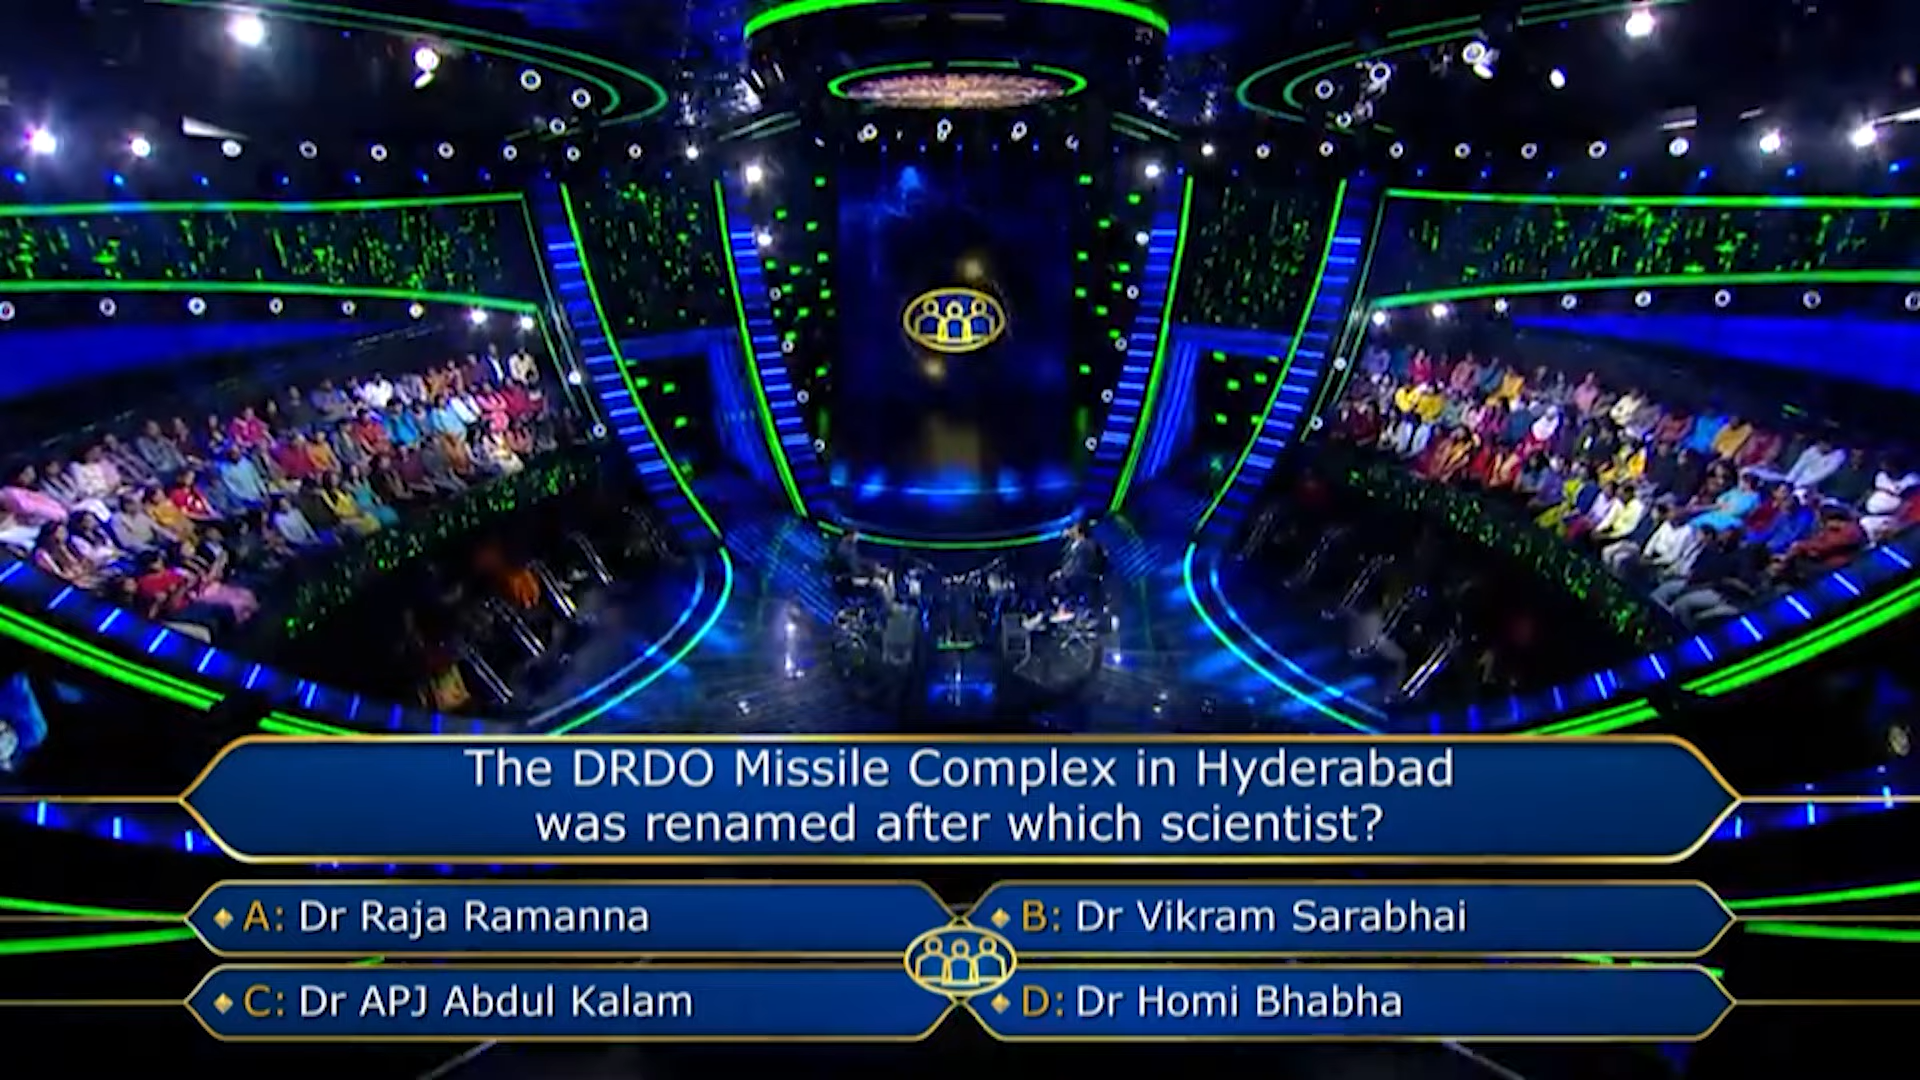 The DRDO Missile Complex in Hyderabad
was renamed after which scientist?
A: Dr Raja Ramanna
B: Dr Vikram Sarabhai
C: Dr APJ Abdul Kalam
D: Dr Homi Bhabha